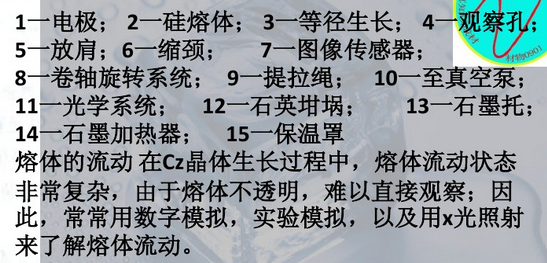 1一电极； 2一硅熔体； 3一等径生长； 4一观察孔；
5一放肩；6一缩颈； 7一图像传感器；
8一卷轴旋转系统； 9一提拉绳； 10一至真空泵；
11一光学系统； 12一石英坩埚； 13一石墨托；
14一石墨加热器； 15一保温罩
熔体的流动 在Cz晶体生长过程中，熔体流动状态
非常复杂，由于熔体不透明，难以直接观察；因
此，常常用数字模拟，实验模拟，以及用x光照射
来了解熔体流动。